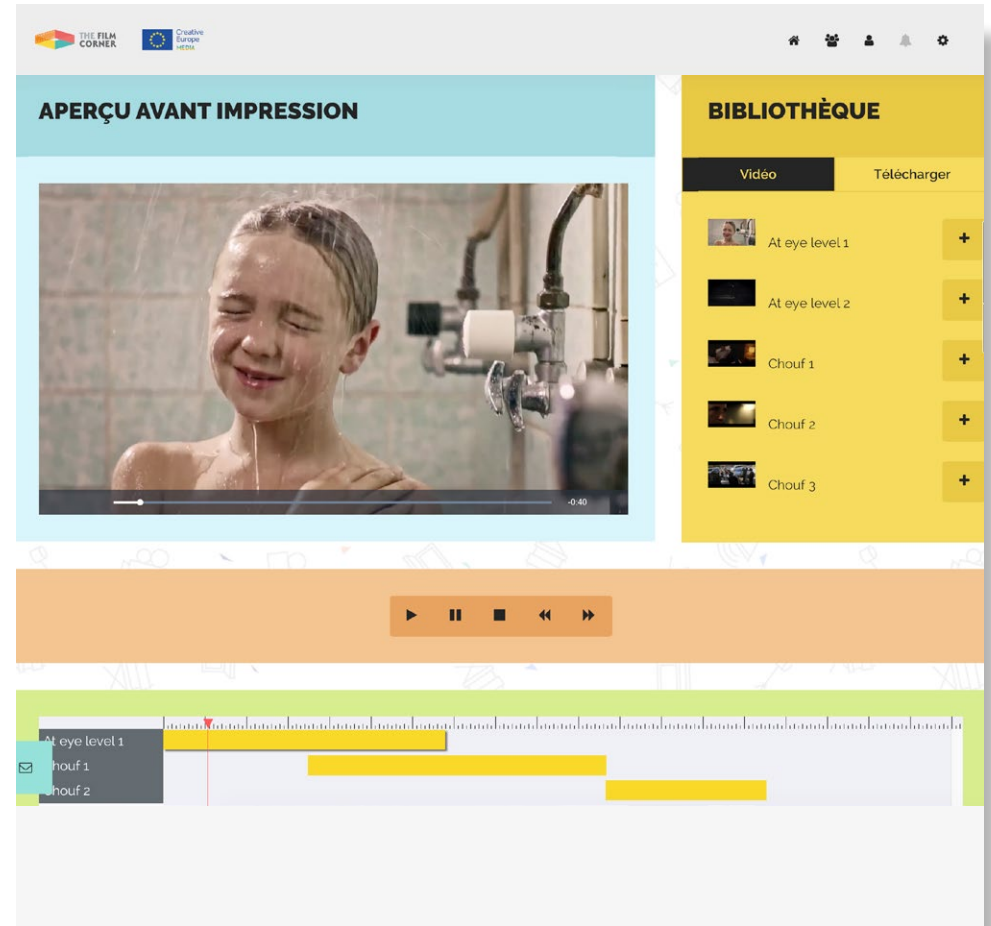 THE FILM
CORNER
Creative
Europe
MEDIA
APERÇU AVANT IMPRESSION
BIBLIOTHÈQUE
Vidéo
Télécharger
At eye level 1
At eye level 2
Chouf 1
Chouf 2
Chouf 3
-0:40
At eye level 1
houf 1
houf 2